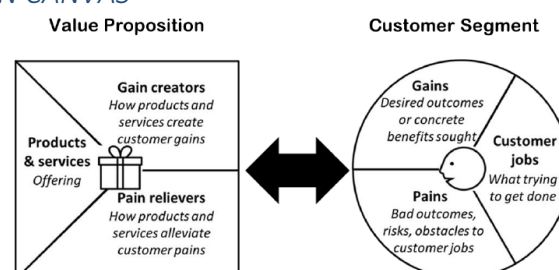 N CANVAS
Value Proposition
Customer Segment
Gain creators
How products and
services create
customer gains
Products
& services
Offering
Pain relievers
How products and
services alleviate
customer pains
Gains
Desired outcomes
or concrete
benefits sought
Customer
jobs
What trying
to get done
Pains
Bad outcomes,
risks, obstacles to
customer jobs